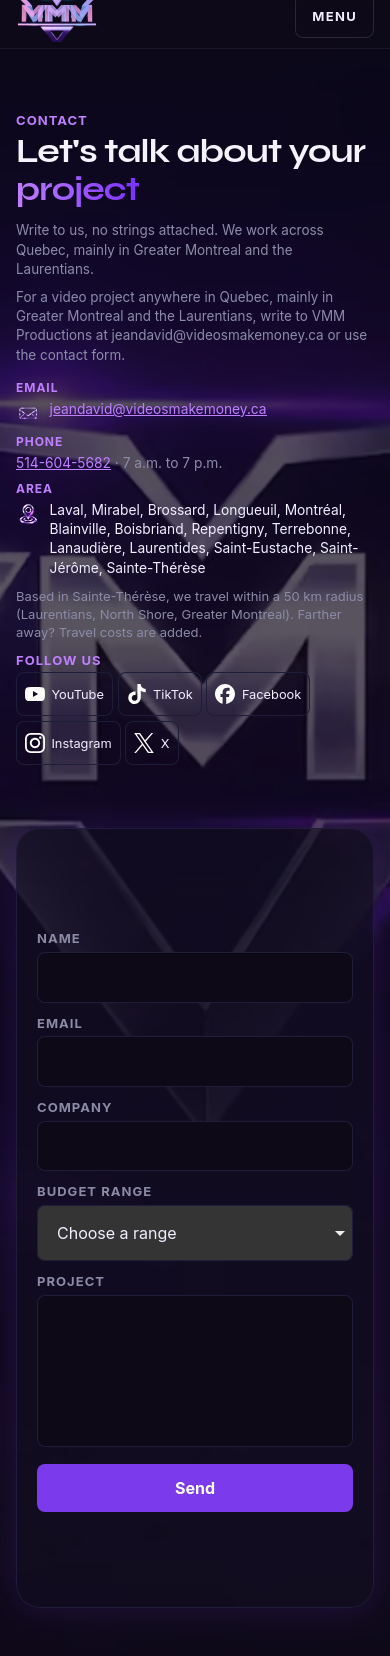 VMM
MENU
CONTACT
Let's talk about your
project
Write to us, no strings attached. We work across
Quebec, mainly in Greater Montreal and the
Laurentians.
For a video project anywhere in Quebec, mainly in
Greater Montreal and the Laurentians, write to VMM
Productions at jeandavid@videosmakemoney.ca or use
the contact form.
EMAIL
jeandavid@videosmakemoney.ca
PHONE
514-604-5682 · 7 a.m. to 7 p.m.
AREA
Laval, Mirabel, Brossard, Longueuil, Montréal,
Blainville, Boisbriand, Repentigny, Terrebonne,
Lanaudière, Laurentides, Saint-Eustache, Saint-
Jérôme, Sainte-Thérèse
Based in Sainte-Thérèse, we travel within a 50 km radius
(Laurentians, North Shore, Greater Montreal). Farther
away? Travel costs are added.
FOLLOW US
YouTube
TikTok
Facebook
Instagram
X
NAME
EMAIL
COMPANY
BUDGET RANGE
Choose a range
PROJECT
Send